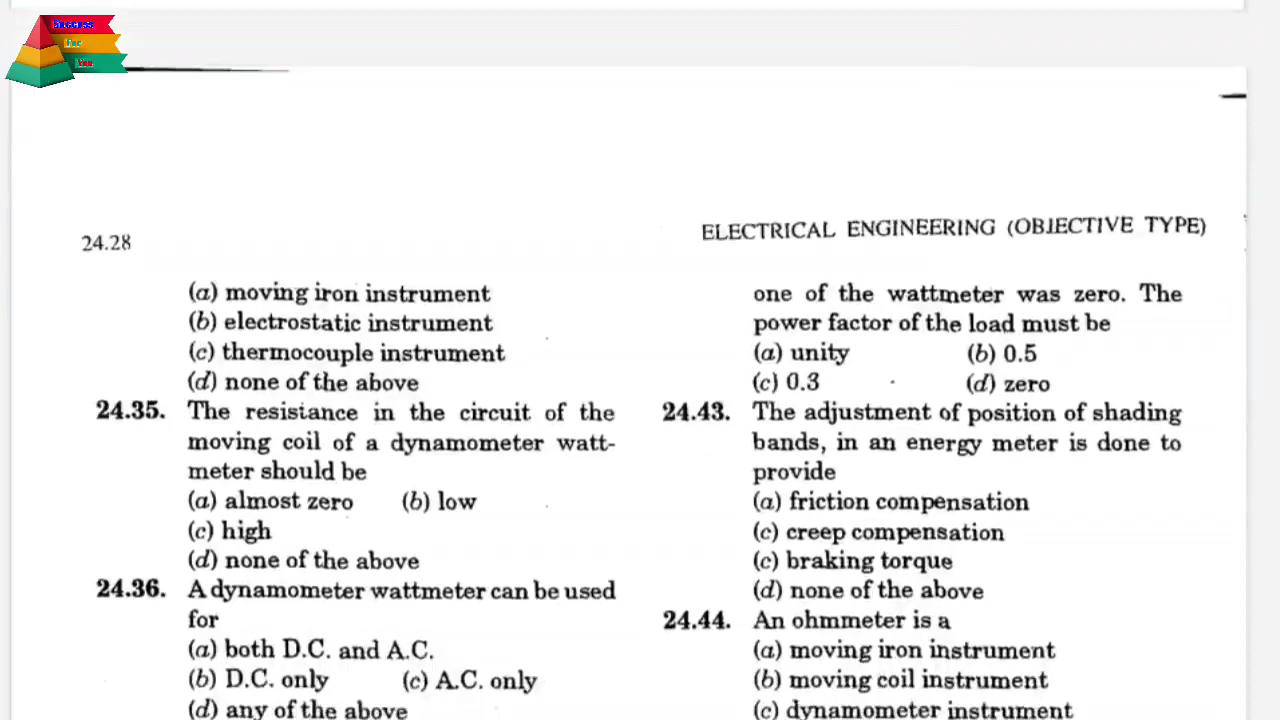 Success
For
You
24.28
ELECTRICAL ENGINEERING (OBJECTIVE TYPE)
(a) moving iron instrument
(b) electrostatic instrument
(c) thermocouple instrument
(d) none of the above
24.35. The resistance in the circuit of the
moving coil of a dynamometer watt-
meter should be
(a) almost zero (b) low
(c) high
(d) none of the above
24.36. A dynamometer wattmeter can be used
for
(a) both D.C. and A.C.
(b) D.C. only (c) A.C. only
(d) any of the above
one of the wattmeter was zero. The
power factor of the load must be
(a) unity (b) 0.5
(c) 0.3 (d) zero
24.43. The adjustment of position of shading
bands, in an energy meter is done to
provide
(a) friction compensation
(c) creep compensation
(c) braking torque
(d) none of the above
24.44. An ohmmeter is a
(a) moving iron instrument
(b) moving coil instrument
(c) dynamometer instrument